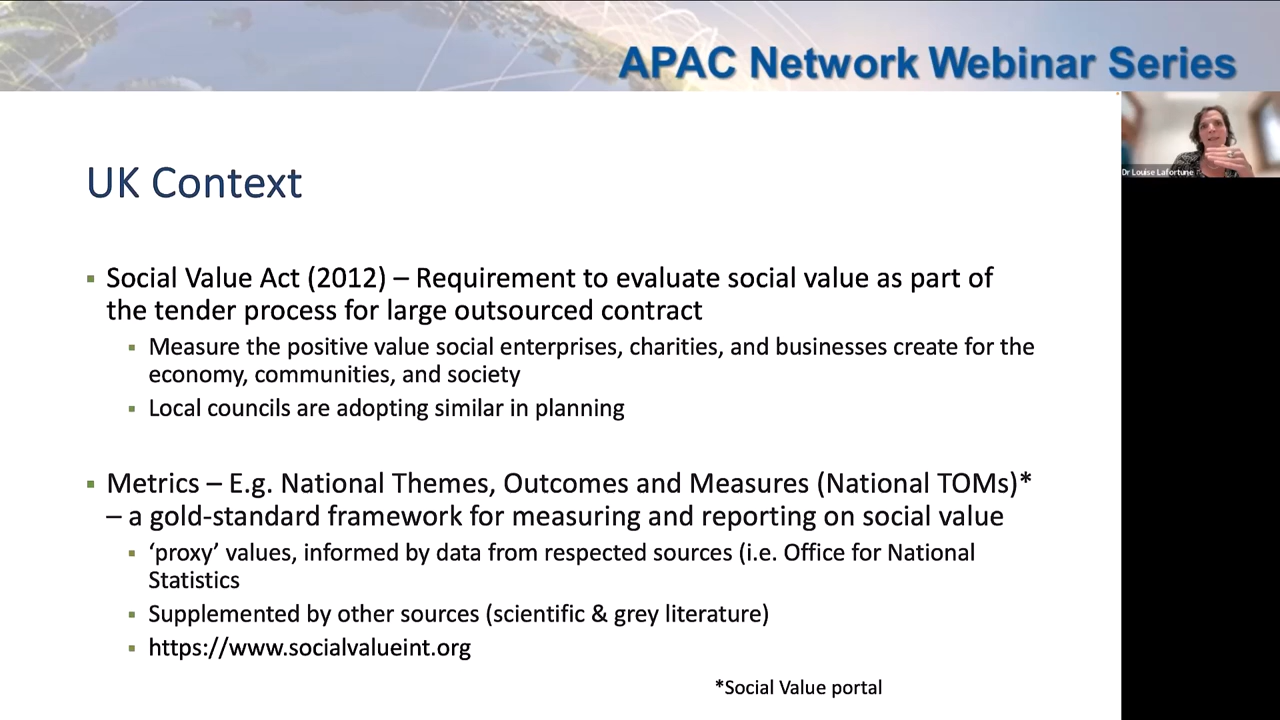 APAC Network Webinar Series
Dr Louise Lafortune
UK Context
Social Value Act (2012) – Requirement to evaluate social value as part of
the tender process for large outsourced contract
Measure the positive value social enterprises, charities, and businesses create for the
economy, communities, and society
Local councils are adopting similar in planning
Metrics – E.g. National Themes, Outcomes and Measures (National TOMs)*
– a gold-standard framework for measuring and reporting on social value
‘proxy’ values, informed by data from respected sources (i.e. Office for National
Statistics
Supplemented by other sources (scientific & grey literature)
https://www.socialvalueint.org
*Social Value portal